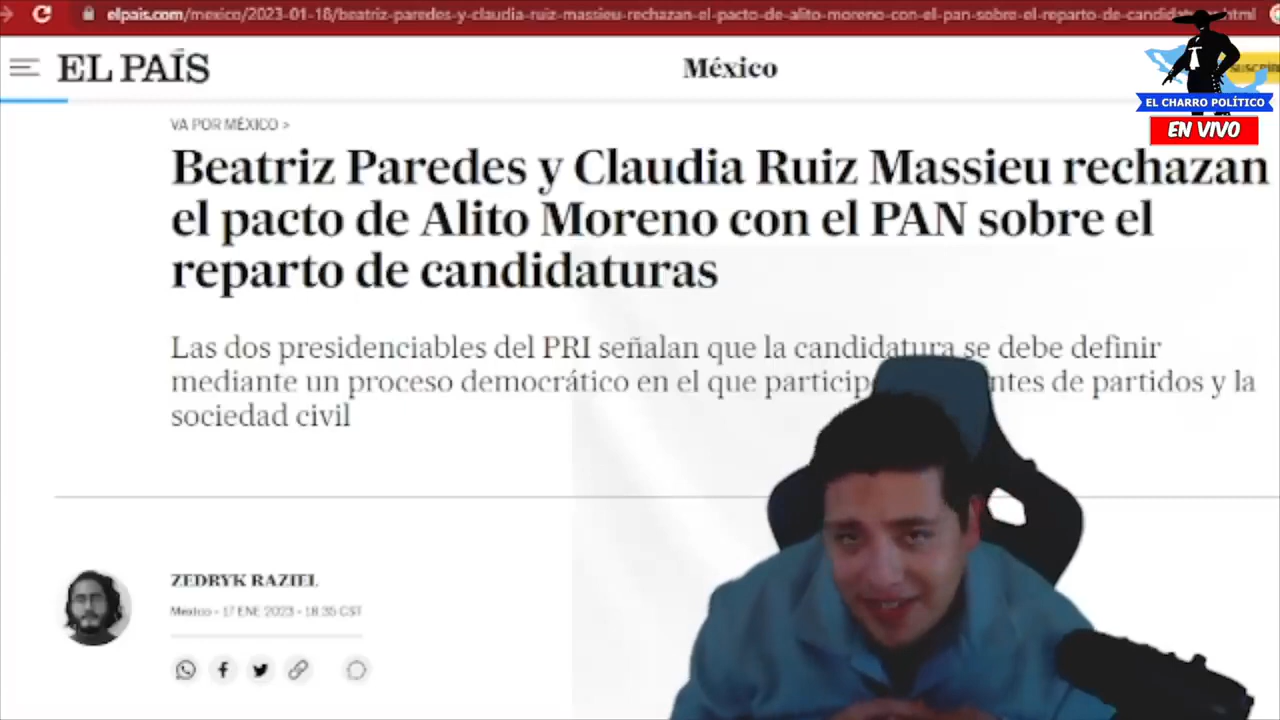 elpais.com/mexico/2023-01-18/beatriz-paredes-y-claudia-ruiz-massieu-rechazan-el-pacto-de-alito-moreno-con-el-pan-sobre-el-reparto-de-candidaturas.html
EL PAÍS
México
EL CHARRO POLÍTICO
EN VIVO
VA POR MÉXICO >
Beatriz Paredes y Claudia Ruiz Massieu rechazan
el pacto de Alito Moreno con el PAN sobre el
reparto de candidaturas
Las dos presidenciables del PRI señalan que la candidatura se debe definir
mediante un proceso democrático en el que de partidos y la
sociedad civil
ZEDRYK RAZIEL
Mexico - 17 ENE 2023 - 18:35 CST